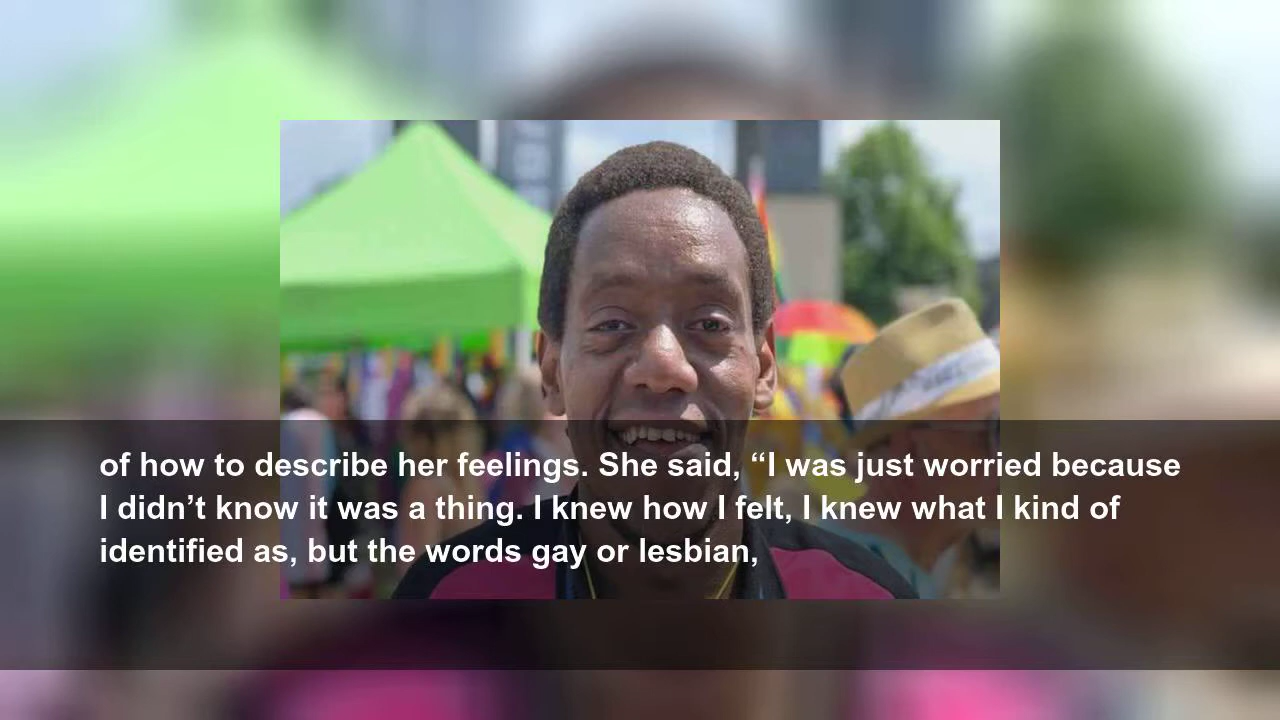 of how to describe her feelings. She said, “I was just worried because
I didn’t know it was a thing. I knew how I felt, I knew what I kind of
identified as, but the words gay or lesbian,